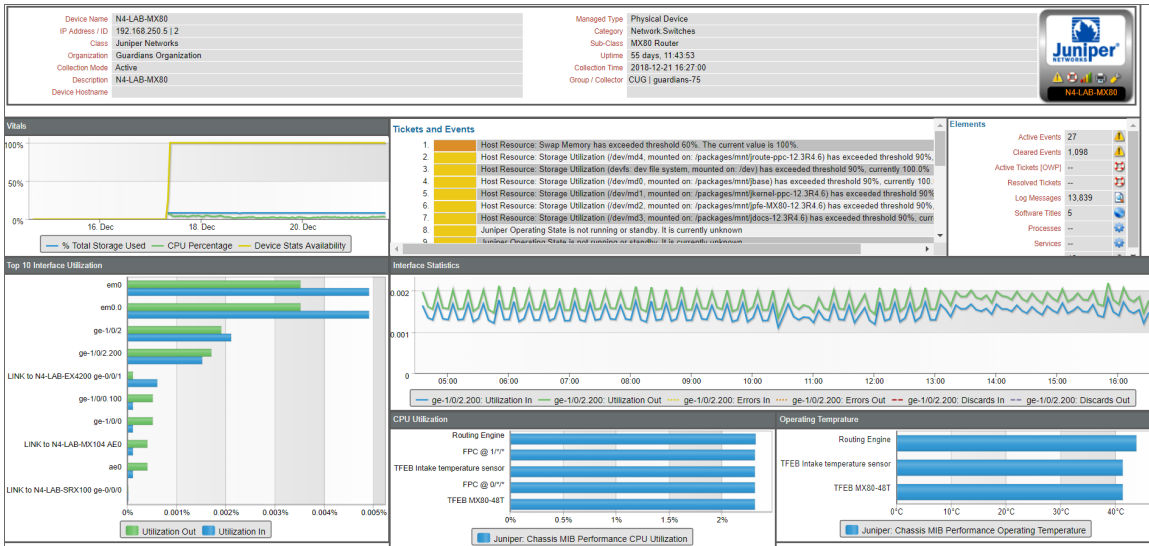 Device Name N4-LAB-MX80 Managed Type Physical Device
IP Address / ID 192.168.250.5 | 2 Category Network.Switches
Class Juniper Networks Sub-Class MX80 Router
Organization Guardians Organization Uptime 55 days, 11:43:53
Collection Mode Active Collection Time 2018-12-21 16:27:00
Description N4-LAB-MX80 Group / Collector CUG | guardians-75
Device Hostname
Juniper
NETWORKS
N4-LAB-MX80
Vitals
100%
50%
0%
16. Dec 18. Dec 20. Dec
% Total Storage Used CPU Percentage Device Stats Availability
Tickets and Events
1. Host Resource: Swap Memory has exceeded threshold 60%. The current value is 100%.
2. Host Resource: Storage Utilization (/dev/md4, mounted on: /packages/mnt/jroute-ppc-12.3R4.6) has exceeded threshold 90%,
3. Host Resource: Storage Utilization (devfs: dev file system, mounted on: /dev) has exceeded threshold 90%, currently 100.0%
4. Host Resource: Storage Utilization (/dev/md0, mounted on: /packages/mnt/jbase) has exceeded threshold 90%, currently 100.
5. Host Resource: Storage Utilization (/dev/md1, mounted on: /packages/mnt/jkernel-ppc-12.3R4.6) has exceeded threshold 90%
6. Host Resource: Storage Utilization (/dev/md2, mounted on: /packages/mnt/jpfe-MX80-12.3R4.6) has exceeded threshold 90%,
7. Host Resource: Storage Utilization (/dev/md3, mounted on: /packages/mnt/jdocs-12.3R4.6) has exceeded threshold 90%, curr
8. Juniper Operating State is not running or standby. It is currently unknown
9. Juniper Operating State is not running or standby. It is currently unknown
Elements
Active Events 27
Cleared Events 1,098
Active Tickets [OWP] --
Resolved Tickets --
Log Messages 13,839
Software Titles 5
Processes --
Services --
Top 10 Interface Utilization
em0
em0.0
ge-1/0/2
ge-1/0/2.200
LINK to N4-LAB-EX4200 ge-0/0/1
ge-1/0/0.100
ge-1/0/0
LINK to N4-LAB-MX104 AE0
ae0
LINK to N4-LAB-SRX100 ge-0/0/0
0% 0.001% 0.002% 0.003% 0.004% 0.005%
Utilization Out Utilization In
Interface Statistics
0.002
0.001
0
05:00 06:00 07:00 08:00 09:00 10:00 11:00 12:00 13:00 14:00 15:00 16:00
ge-1/0/2.200: Utilization In ge-1/0/2.200: Utilization Out ge-1/0/2.200: Errors In ge-1/0/2.200: Errors Out ge-1/0/2.200: Discards In ge-1/0/2.200: Discards Out
CPU Utilization
Routing Engine
FPC @ 1/*/*
TFEB Intake temperature sensor
FPC @ 0/*/*
TFEB MX80-48T
0% 0.5% 1% 1.5% 2%
Juniper: Chassis MIB Performance CPU Utilization
Operating Temprature
Routing Engine
TFEB Intake temperature sensor
TFEB MX80-48T
0°C 10°C 20°C 30°C 40°C
Juniper: Chassis MIB Performance Operating Temperature